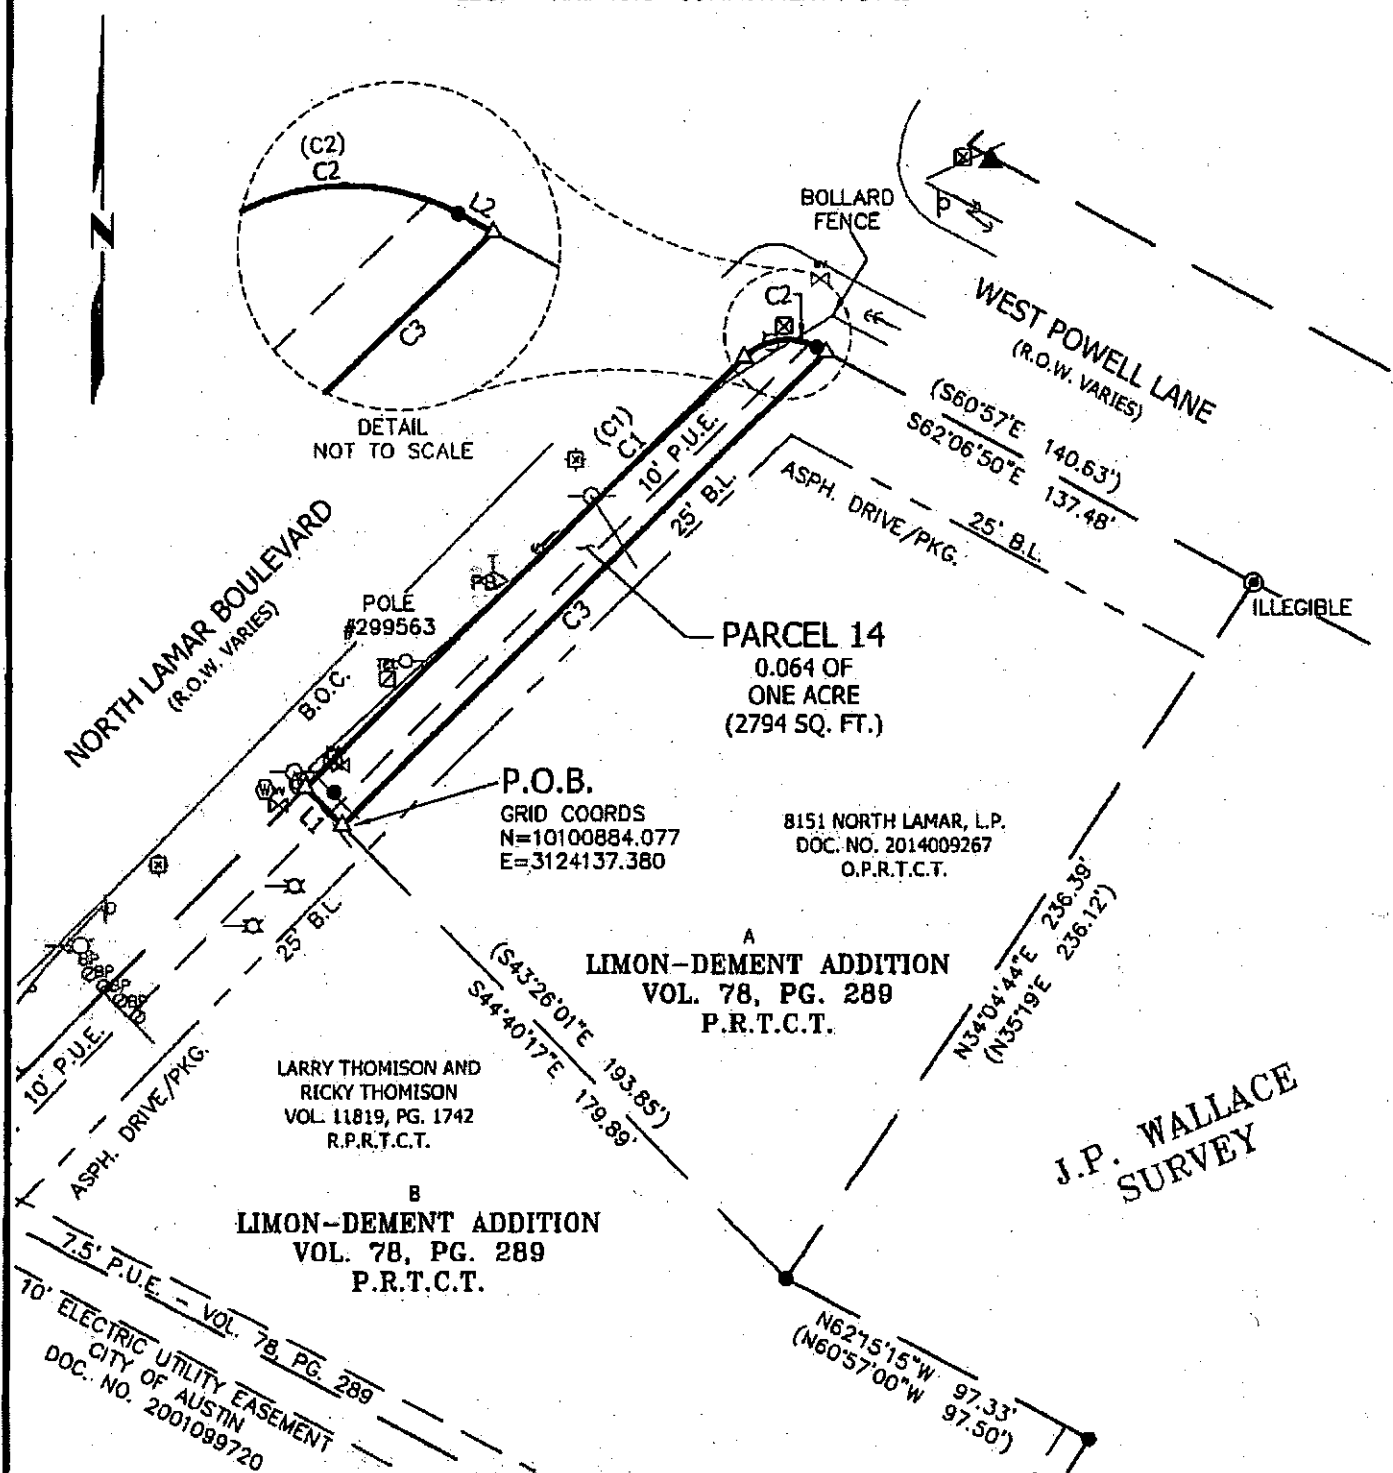 (C2)
C2
L2
C3
DETAIL
NOT TO SCALE
N
BOLLARD
FENCE
C2
WEST POWELL LANE
(R.O.W. VARIES)
(S60°57'E 140.63')
S62°06'50"E 137.48'
ASPH. DRIVE/PKG.
25' B.L.
ILLEGIBLE
(C1)
C1
10' P.U.E.
25' B.L.
C3
NORTH LAMAR BOULEVARD
(R.O.W. VARIES)
POLE
#299563
B.O.C.
PARCEL 14
0.064 OF
ONE ACRE
(2794 SQ. FT.)
P.O.B.
GRID COORDS
N=10100884.077
E=3124137.380
L1
8151 NORTH LAMAR, L.P.
DOC. NO. 2014009267
O.P.R.T.C.T.
A
LIMON-DEMENT ADDITION
VOL. 78, PG. 289
P.R.T.C.T.
N34°04'44"E 236.39'
(N35°19'E 236.12')
(S43°26'01"E 193.85')
S44°40'17"E 179.89'
25' B.L.
10' P.U.E.
ASPH. DRIVE/PKG.
LARRY THOMISON AND
RICKY THOMISON
VOL. 11819, PG. 1742
R.P.R.T.C.T.
B
LIMON-DEMENT ADDITION
VOL. 78, PG. 289
P.R.T.C.T.
J.P. WALLACE
SURVEY
7.5' P.U.E. - VOL. 78, PG. 289
10' ELECTRIC UTILITY EASEMENT
CITY OF AUSTIN
DOC. NO. 2001099720
N62°15'15"W 97.33'
(N60°57'00"W 97.50')